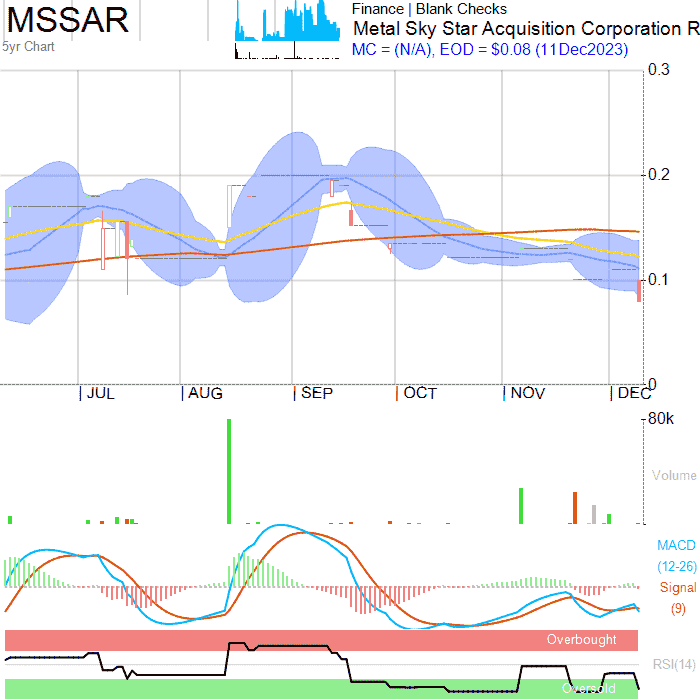 MSSAR
5yr Chart
Finance | Blank Checks
Metal Sky Star Acquisition Corporation R
MC = (N/A), EOD = $0.08 (11Dec2023)
0.3
0.2
0.1
0
JUL AUG SEP OCT NOV DEC
80k
Volume
MACD
(12-26)
Signal
(9)
Overbought
RSI(14)
Oversold